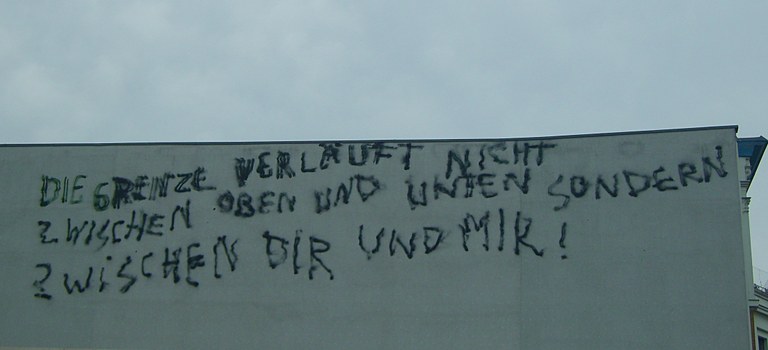 DIE GRENZE VERLÄUFT NICHT
ZWISCHEN OBEN UND UNTEN SONDERN
ZWISCHEN DIR UND MIR!